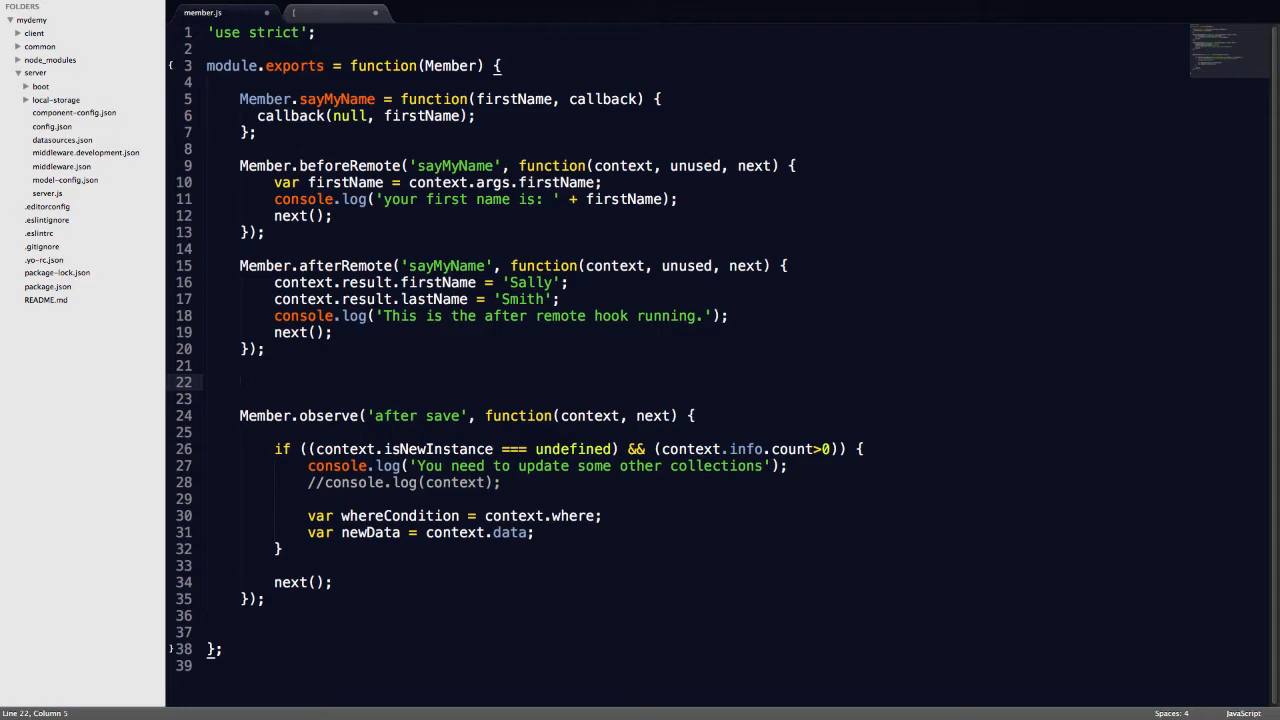 FOLDERS
mydemy
client
common
node_modules
server
boot
local-storage
component-config.json
config.json
datasources.json
middleware.development.json
middleware.json
model-config.json
server.js
.editorconfig
.eslintignore
.eslintrc
.gitignore
.yo-rc.json
package-lock.json
package.json
README.md
member.js
[
1 'use strict';
2
{ 3 module.exports = function(Member) {
4
5 Member.sayMyName = function(firstName, callback) {
6 callback(null, firstName);
7 };
8
9 Member.beforeRemote('sayMyName', function(context, unused, next) {
10 var firstName = context.args.firstName;
11 console.log('your first name is: ' + firstName);
12 next();
13 });
14
15 Member.afterRemote('sayMyName', function(context, unused, next) {
16 context.result.firstName = 'Sally';
17 context.result.lastName = 'Smith';
18 console.log('This is the after remote hook running.');
19 next();
20 });
21
22
23
24 Member.observe('after save', function(context, next) {
25
26 if ((context.isNewInstance === undefined) && (context.info.count>0)) {
27 console.log('You need to update some other collections');
28 //console.log(context);
29
30 var whereCondition = context.where;
31 var newData = context.data;
32 }
33
34 next();
35 });
36
37
} 38 };
39
Line 22, Column 5
Spaces: 4
JavaScript